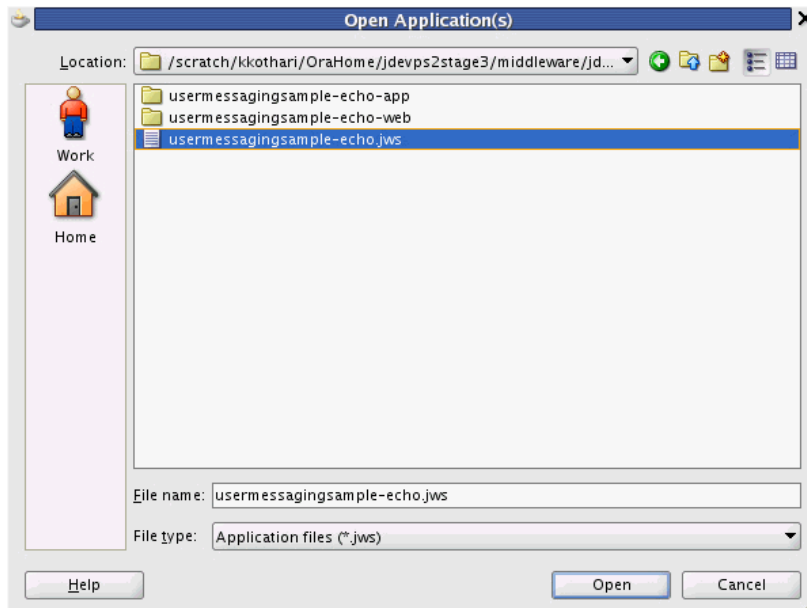 Open Application(s)
Location: /scratch/kkothari/OraHome/jdevps2stage3/middleware/jd...
Work
Home
usermessagingsample-echo-app
usermessagingsample-echo-web
usermessagingsample-echo.jws
File name: usermessagingsample-echo.jws
File type: Application files (*.jws)
Help Open Cancel